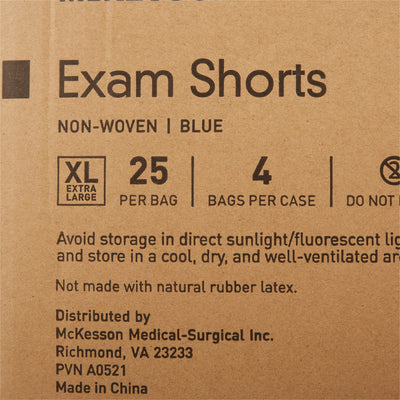 Exam Shorts
NON-WOVEN | BLUE
XL
EXTRA
LARGE
25
PER BAG
4
BAGS PER CASE
DO NOT
Avoid storage in direct sunlight/fluorescent
and store in a cool, dry, and well-ventilated
Not made with natural rubber latex.
Distributed by
McKesson Medical-Surgical Inc.
Richmond, VA 23233
PVN A0521
Made in China